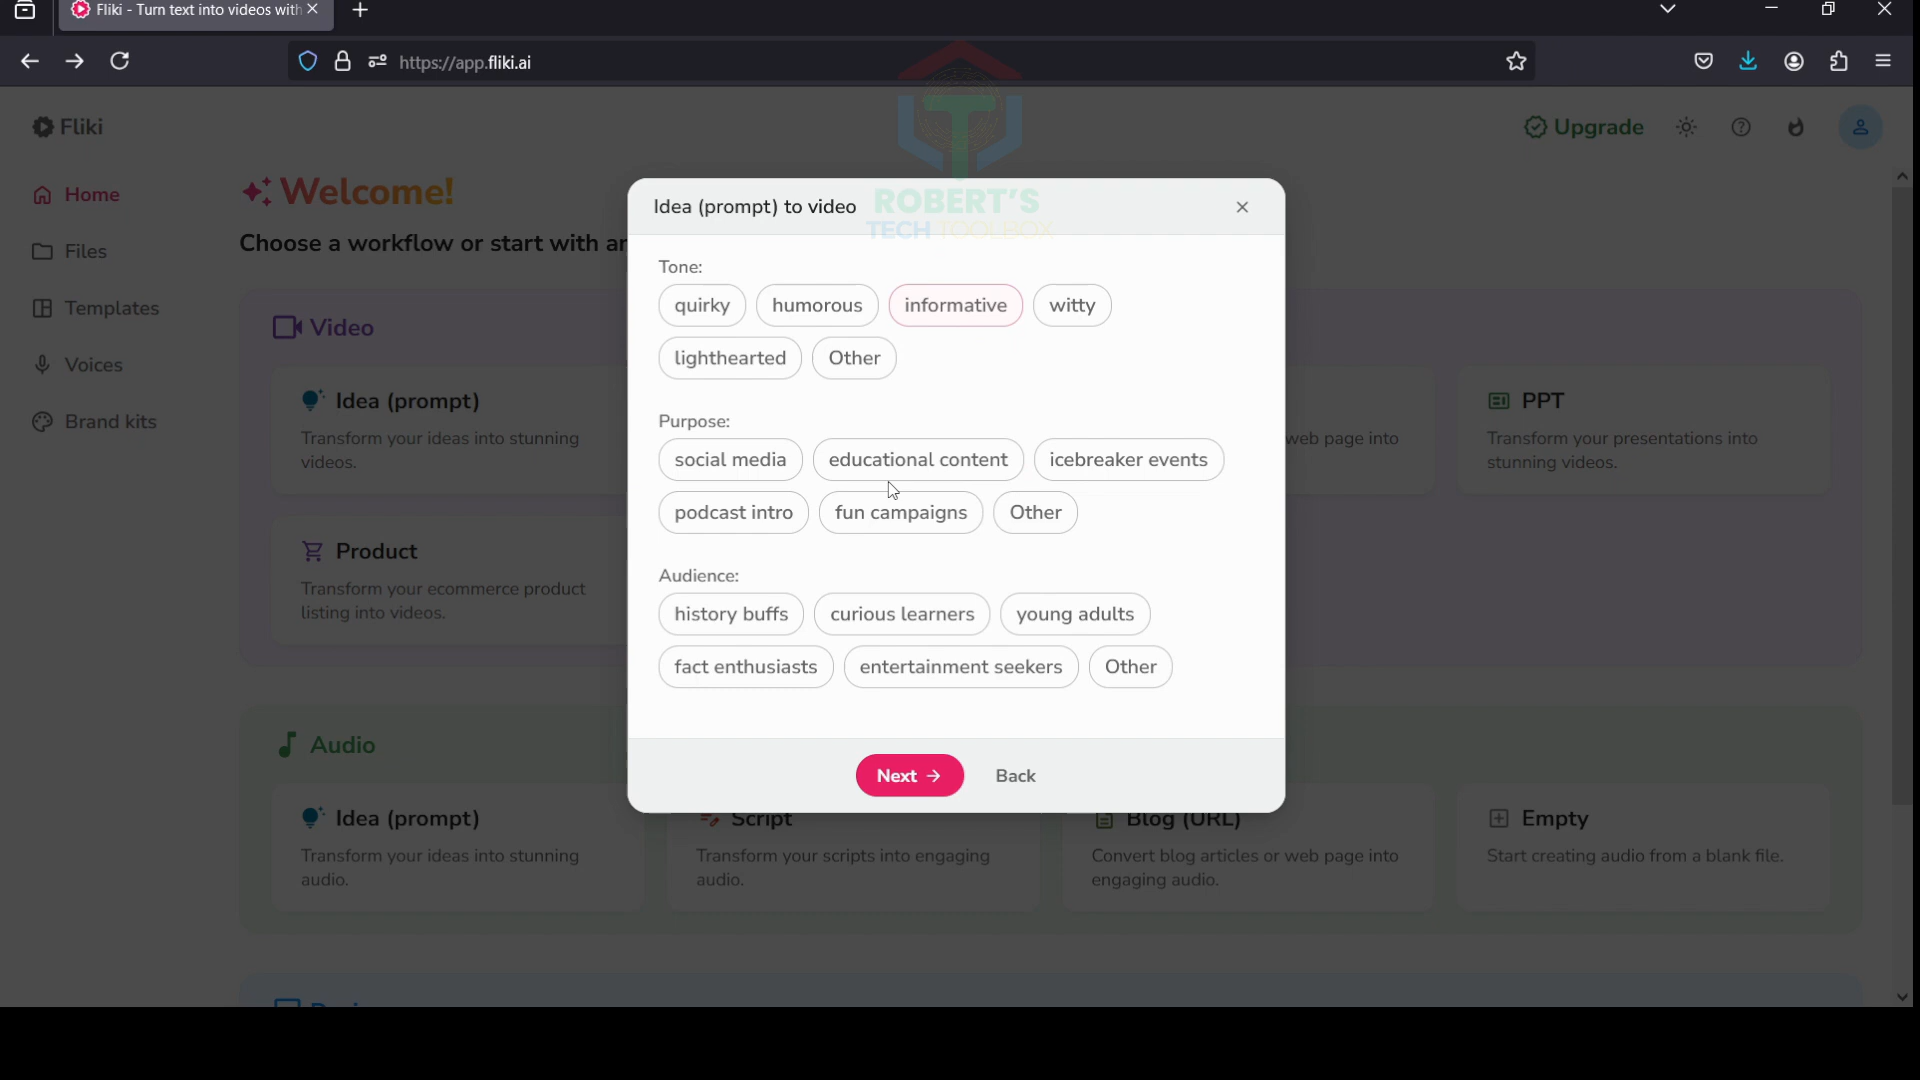 Fliki - Turn text into videos with
https://app.fliki.ai
Fliki
Upgrade
Home
Files
Templates
Voices
Brand kits
Welcome!
Choose a workflow or start with an
Video
Idea (prompt)
Transform your ideas into stunning
videos.
web page into
PPT
Transform your presentations into
stunning videos.
Product
Transform your ecommerce product
listing into videos.
ROBERT'S
TECH TOOLBOX
Idea (prompt) to video
Tone:
quirky
humorous
informative
witty
lighthearted
Other
Purpose:
social media
educational content
icebreaker events
podcast intro
fun campaigns
Other
Audience:
history buffs
curious learners
young adults
fact enthusiasts
entertainment seekers
Other
Next
Back
Audio
Idea (prompt)
Transform your ideas into stunning
audio.
Script
Transform your scripts into engaging
audio.
Blog (URL)
Convert blog articles or web page into
engaging audio.
Empty
Start creating audio from a blank file.